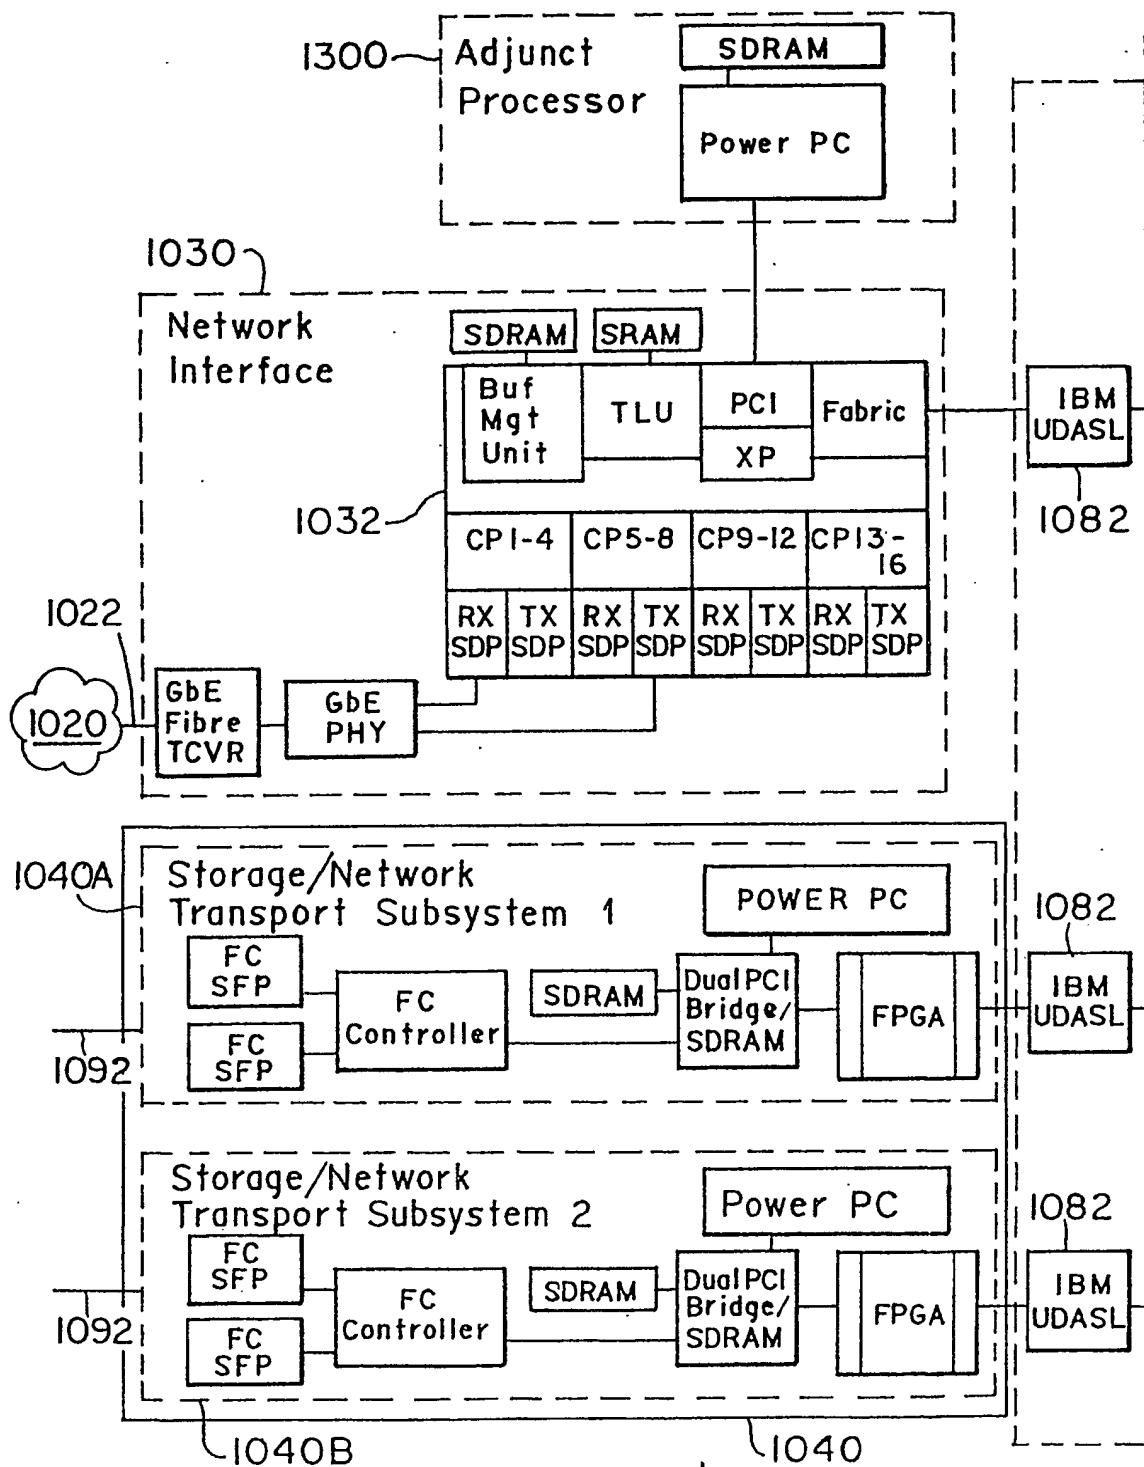 1300
Adjunct
Processor
SDRAM
Power PC
1030
Network
Interface
SDRAM
SRAM
Buf
Mgt
Unit
TLU
PCI
XP
Fabric
IBM
UDASL
1082
1032
CP1-4
CP5-8
CP9-12
CP13-
16
RX
SDP
TX
SDP
RX
SDP
TX
SDP
RX
SDP
TX
SDP
RX
SDP
TX
SDP
1022
1020
GbE
Fibre
TCVR
GbE
PHY
1040A
Storage/Network
Transport Subsystem 1
POWER PC
FC
SFP
FC
SFP
FC
Controller
SDRAM
Dual PCI
Bridge/
SDRAM
FPGA
1082
IBM
UDASL
1092
Storage/Network
Transport Subsystem 2
Power PC
FC
SFP
FC
SFP
FC
Controller
SDRAM
Dual PCI
Bridge/
SDRAM
FPGA
1082
IBM
UDASL
1092
1040B
1040